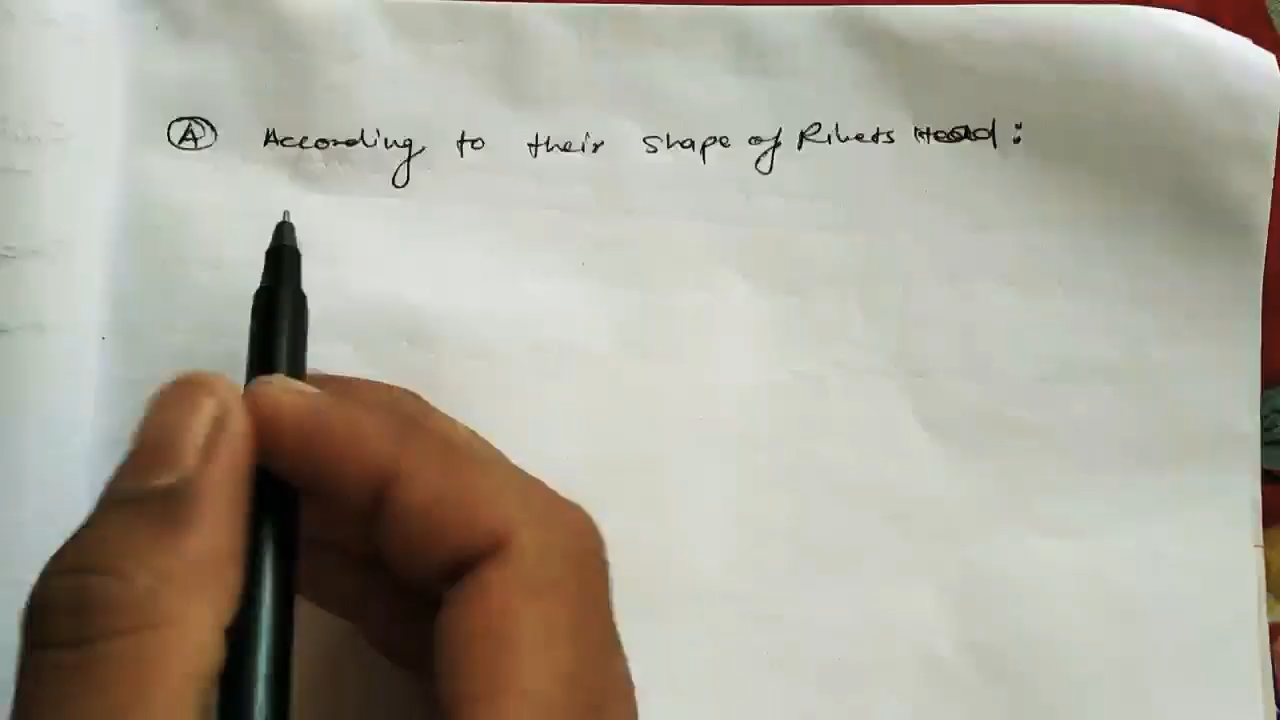 Ⓐ According to their shape of Rivets Head :